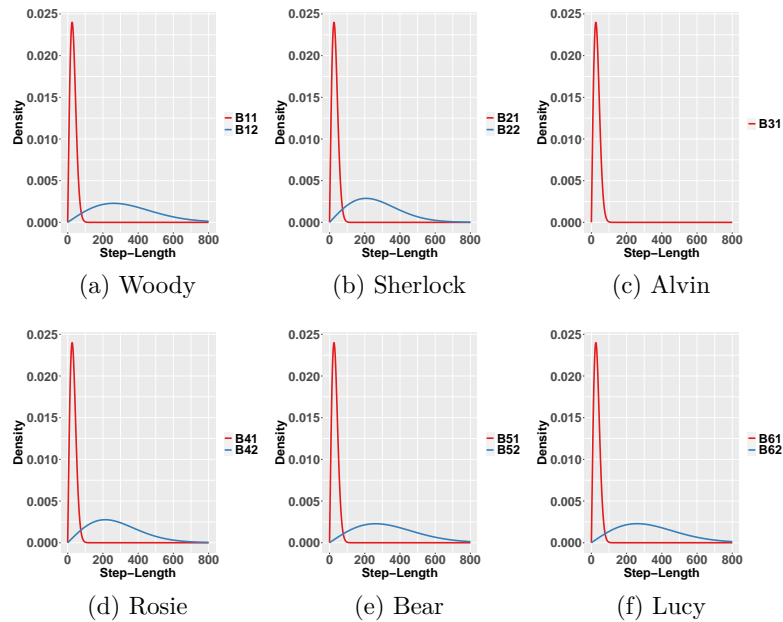 0.025
0.020
0.015
0.010
0.005
0.000
Density
0 200 400 600 800
Step-Length
B11
B12
(a) Woody
0.025
0.020
0.015
0.010
0.005
0.000
Density
0 200 400 600 800
Step-Length
B21
B22
(b) Sherlock
0.025
0.020
0.015
0.010
0.005
0.000
Density
0 200 400 600 800
Step-Length
B31
(c) Alvin
0.025
0.020
0.015
0.010
0.005
0.000
Density
0 200 400 600 800
Step-Length
B41
B42
(d) Rosie
0.025
0.020
0.015
0.010
0.005
0.000
Density
0 200 400 600 800
Step-Length
B51
B52
(e) Bear
0.025
0.020
0.015
0.010
0.005
0.000
Density
0 200 400 600 800
Step-Length
B61
B62
(f) Lucy